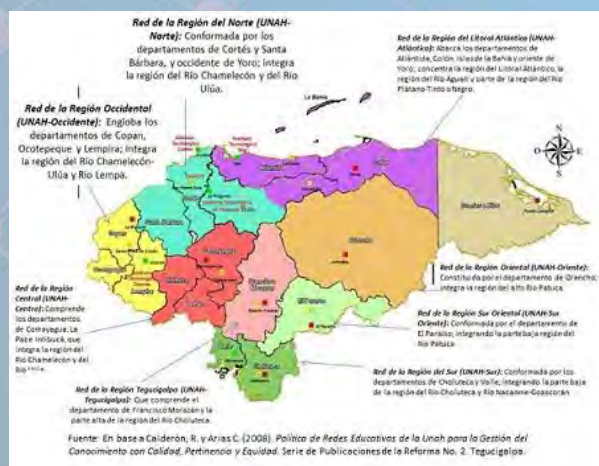 Red de la Región del Norte (UNAH-
Norte): Conformada por los
departamentos de Cortés y Santa
Bárbara, y occidente de Yoro; integra
la región del Río Chamelecón y del Río
Ulúa.
Red de la Región del Litoral Atlántico (UNAH-
Atlántico): Abarca los departamentos de
Atlántida, Colón, Islas de la Bahía y oriente de
Yoro; concentra la región del Litoral Atlántico, la
región del Río Aguan y parte de la región del Río
Plátano-Tinto o Negro.
Red de la Región Occidental
(UNAH-Occidente): Engloba los
departamentos de Copan,
Ocotepeque y Lempira; integra
la región del Río Chamelecón-
Ulúa y Río Lempa.
La Bahía
N
O
E
S
Red de la Región
Central (UNAH-
Central): Comprende
los departamentos
de Comayagua, La
Paz e Intibucá, que
integra la región del
Río Chamelecón y del
Río
Red de la Región Oriental (UNAH-
Oriente): Constituida por el
departamento de Olancho;
integra la región del alto Río
Patuca.
Red de la Región Sur Oriental (UNAH-Sur
Oriente): Conformada por el departamento de
El Paraíso; integrando la parte baja región del
Río Patuca
Red de la Región del Sur (UNAH-Sur): Conformada por los
departamentos de Choluteca y Valle, integrando la parte baja
de la región del Río Choluteca y Río Nacaome-Goascorán
Red de la Región Tegucigalpa (UNAH-
Tegucigalpa): Que comprende el
departamento de Francisco Morazán y la
parte alta de la región del Río Choluteca.
Fuente: En base a Calderón, R. y Arias C. (2008). Política de Redes Educativas de la Unah para la Gestión del
Conocimiento con Calidad, Pertinencia y Equidad. Serie de Publicaciones de la Reforma No. 2. Tegucigalpa.